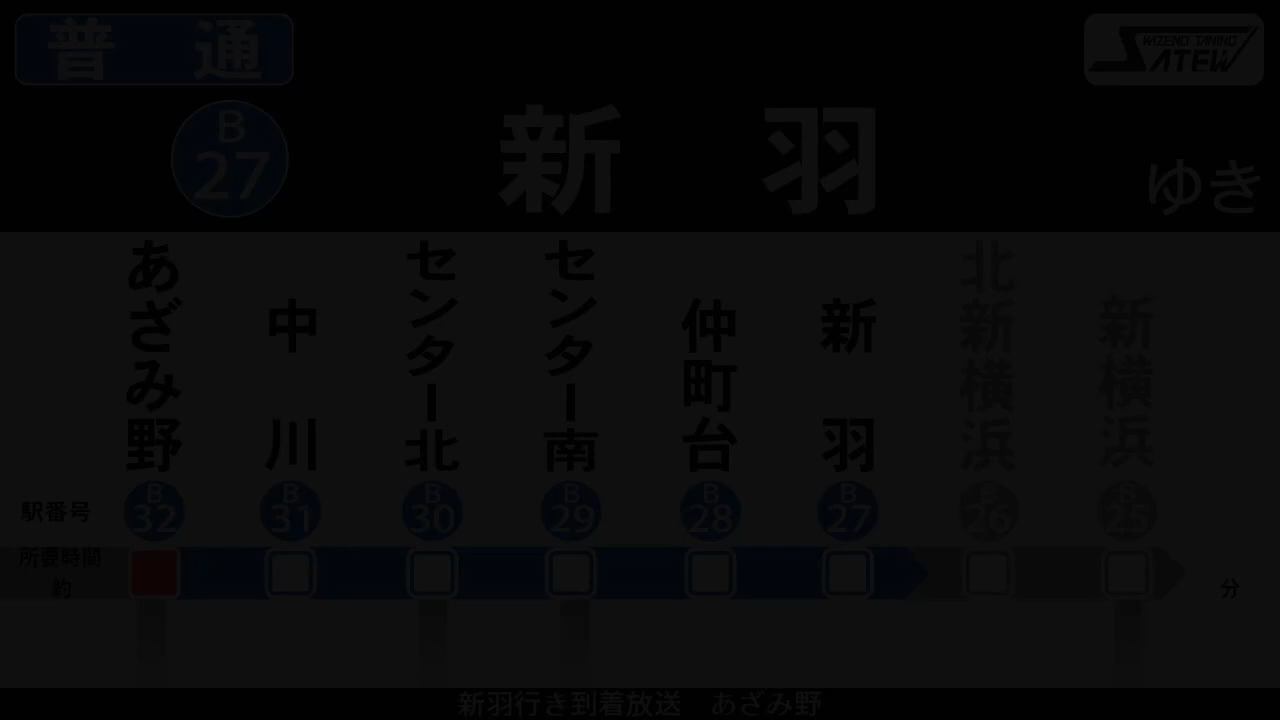 普 通
SATEW
B
27
新 羽
ゆき
あざみ野
中川
センター北
センター南
仲町台
新羽
北新横浜
新横浜
駅番号
B
32
B
31
B
30
B
29
B
28
B
27
B
26
B
25
所要時間
約
分
新羽行き到着放送　あざみ野